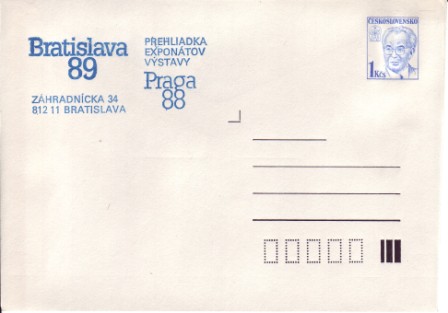 Bratislava
89
ZÁHRADNÍCKA 34
812 11 BRATISLAVA
PREHLIADKA
EXPONÁTOV
VÝSTAVY
Praga
88
ČESKOSLOVENSKO
1 Kčs